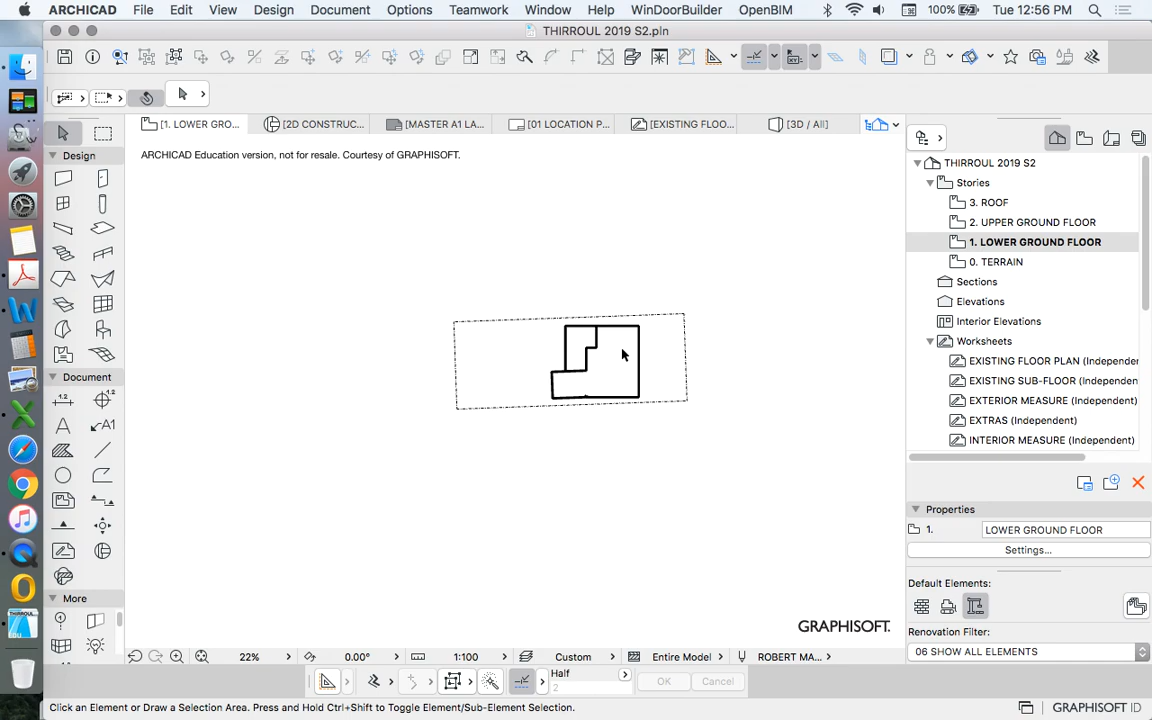 ARCHICAD File Edit View Design Document Options Teamwork Window Help WinDoorBuilder OpenBIM 100% Tue 12:56 PM
THIRROUL 2019 S2.pln
[1. LOWER GRO... [2D CONSTRUC... [MASTER A1 LA... [01 LOCATION P... [EXISTING FLOO... [3D / All]
ARCHICAD Education version, not for resale. Courtesy of GRAPHISOFT.
Design
Document
A1
More
THIRROUL 2019 S2
Stories
3. ROOF
2. UPPER GROUND FLOOR
1. LOWER GROUND FLOOR
0. TERRAIN
Sections
Elevations
Interior Elevations
Worksheets
EXISTING FLOOR PLAN (Independer
EXISTING SUB-FLOOR (Independent
EXTERIOR MEASURE (Independent)
EXTRAS (Independent)
INTERIOR MEASURE (Independent)
Properties
1. LOWER GROUND FLOOR
Settings...
Default Elements:
Renovation Filter:
06 SHOW ALL ELEMENTS
GRAPHISOFT.
22% 0.00° 1:100 Custom Entire Model ROBERT MA...
Half
2
OK Cancel
Click an Element or Draw a Selection Area. Press and Hold Ctrl+Shift to Toggle Element/Sub-Element Selection.
GRAPHISOFT ID